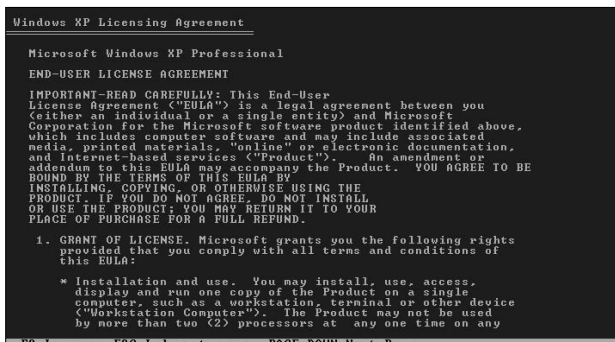 Windows XP Licensing Agreement
Microsoft Windows XP Professional
END-USER LICENSE AGREEMENT
IMPORTANT-READ CAREFULLY: This End-User
License Agreement ("EULA") is a legal agreement between you
(either an individual or a single entity) and Microsoft
Corporation for the Microsoft software product identified above,
which includes computer software and may include associated
media, printed materials, "online" or electronic documentation,
and Internet-based services ("Product").  An amendment or
addendum to this EULA may accompany the Product.  YOU AGREE TO BE
BOUND BY THE TERMS OF THIS EULA BY
INSTALLING, COPYING, OR OTHERWISE USING THE
PRODUCT. IF YOU DO NOT AGREE, DO NOT INSTALL
OR USE THE PRODUCT; YOU MAY RETURN IT TO YOUR
PLACE OF PURCHASE FOR A FULL REFUND.
1. GRANT OF LICENSE. Microsoft grants you the following rights
provided that you comply with all terms and conditions of
this EULA:
* Installation and use.  You may install, use, access,
display and run one copy of the Product on a single
computer, such as a workstation, terminal or other device
("Workstation Computer").  The Product may not be used
by more than two (2) processors at  any one time on any